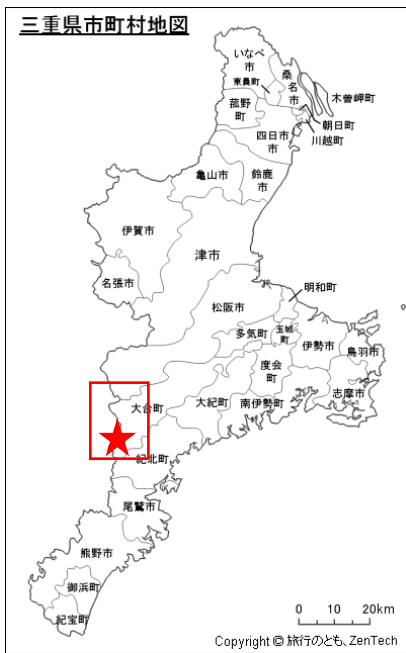 三重県市町村地図
いなべ
市
東員町
桑
名
市
木曽岬町
菰野
町
朝日町
川越町
四日市
市
亀山市
鈴鹿
市
伊賀市
津市
名張市
明和町
松阪市
多気町
玉城
町
伊勢市
鳥羽市
度会
町
志摩市
大台町
大紀町
南伊勢町
紀北町
尾鷲市
熊野市
御浜町
紀宝町
0 10 20km
Copyright © 旅行のとも、ZenTech